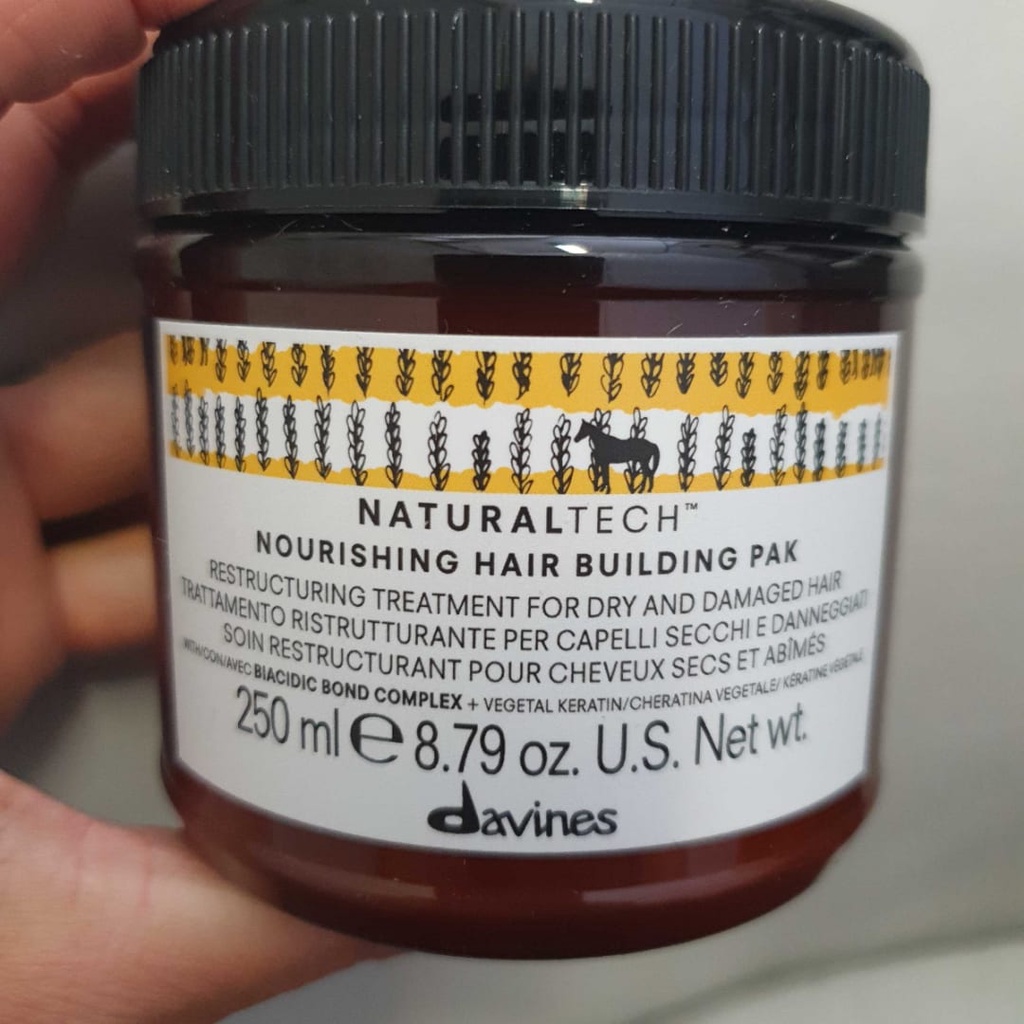 NATURALTECH™
NOURISHING HAIR BUILDING PAK
RESTRUCTURING TREATMENT FOR DRY AND DAMAGED HAIR
TRATTAMENTO RISTRUTTURANTE PER CAPELLI SECCHI E DANNEGGIATI
SOIN RESTRUCTURANT POUR CHEVEUX SECS ET ABÎMÉS
WITH/CON/AVEC BIACIDIC BOND COMPLEX + VEGETAL KERATIN/CHERATINA VEGETALE/ KÉRATINE VÉGÉTALE
250 ml ℮ 8.79 oz. U.S. Net wt.
davines